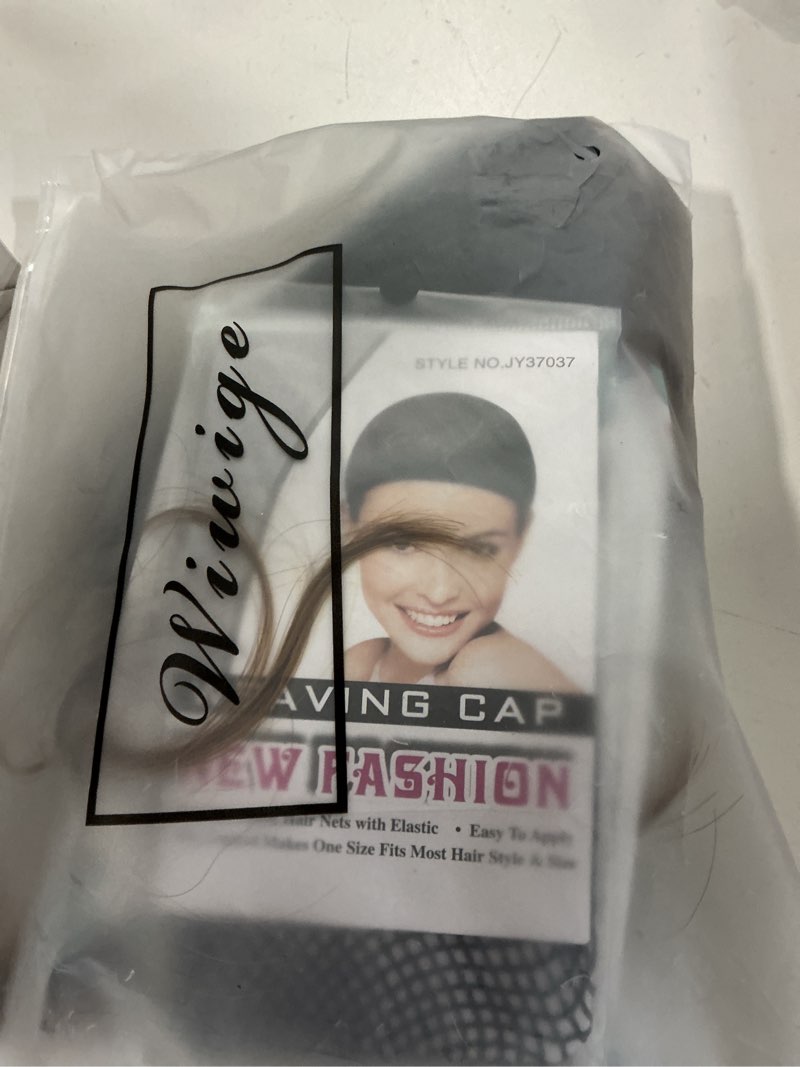 Wiwige
STYLE NO.JY37037
AVING CAP
NEW FASHION
Hair Nets with Elastic • Easy To Apply
Makes One Size Fits Most Hair Style & Size